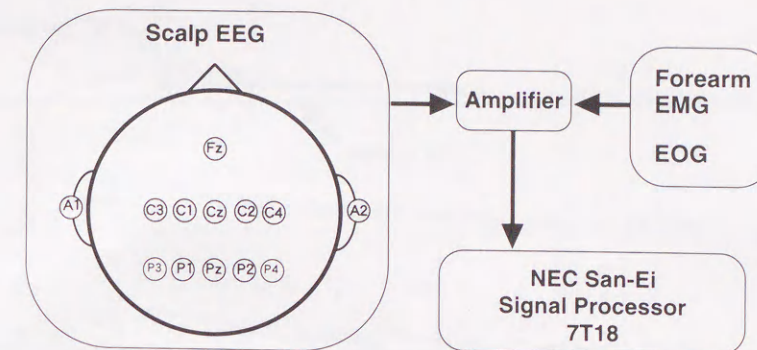 Scalp EEG
Fz
A1 C3 C1 Cz C2 C4 A2
P3 P1 Pz P2 P4
Amplifier
Forearm
EMG
EOG
NEC San-Ei
Signal Processor
7T18